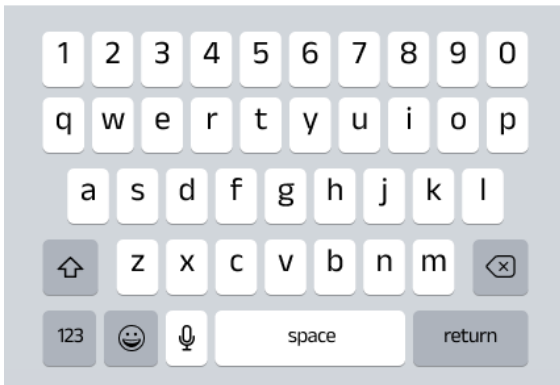 1 2 3 4 5 6 7 8 9 0
q w e r t y u i o p
a s d f g h j k l
z x c v b n m
123 space return